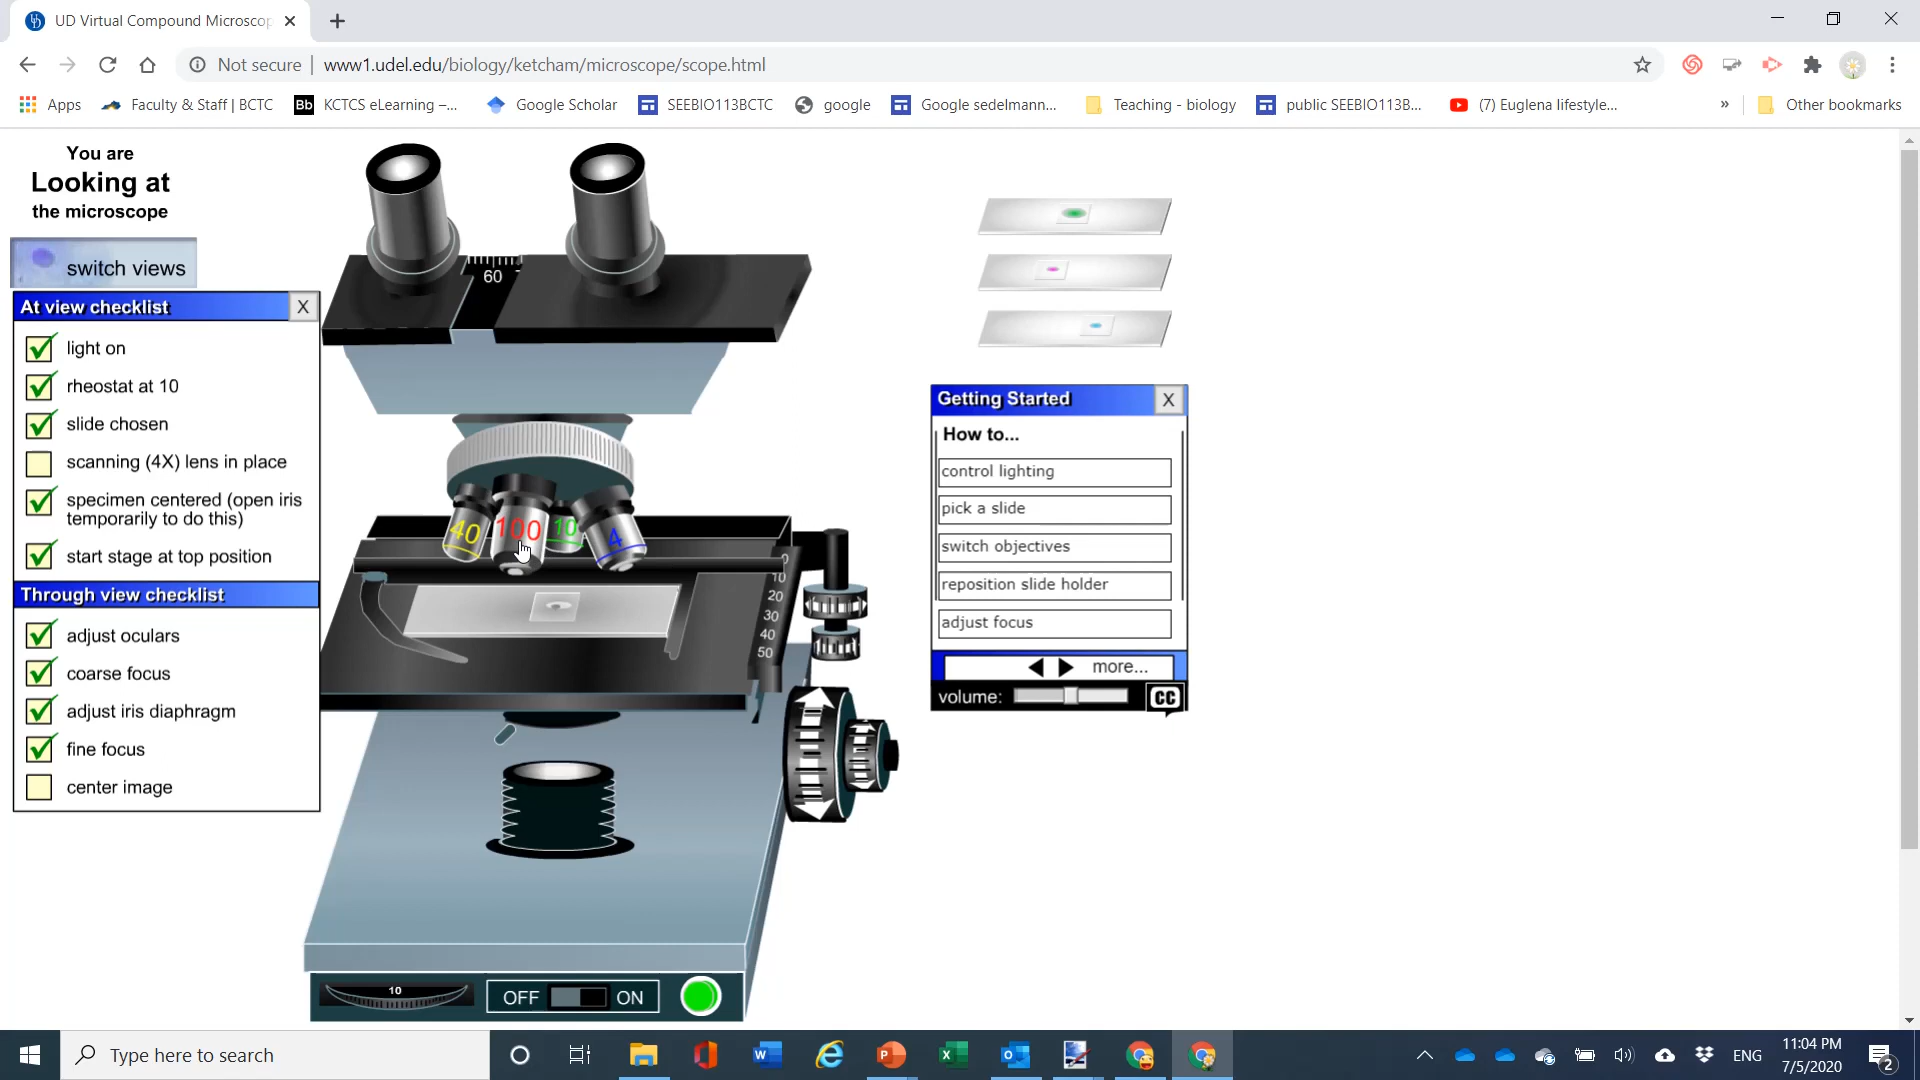 UD Virtual Compound Microscop
Not secure | www1.udel.edu/biology/ketcham/microscope/scope.html
Apps Faculty & Staff | BCTC Bb KCTCS eLearning –... Google Scholar SEEBIO113BCTC google Google sedelmann... Teaching - biology public SEEBIO113B... (7) Euglena lifestyle... » Other bookmarks
You are
Looking at
the microscope
switch views
At view checklist X
light on
rheostat at 10
slide chosen
scanning (4X) lens in place
specimen centered (open iris
temporarily to do this)
start stage at top position
Through view checklist
adjust oculars
coarse focus
adjust iris diaphragm
fine focus
center image
60
40 100 10 4
0
10
20
30
40
50
10 OFF ON
Getting Started X
How to...
control lighting
pick a slide
switch objectives
reposition slide holder
adjust focus
more...
volume: CC
Type here to search
ENG
11:04 PM
7/5/2020
2